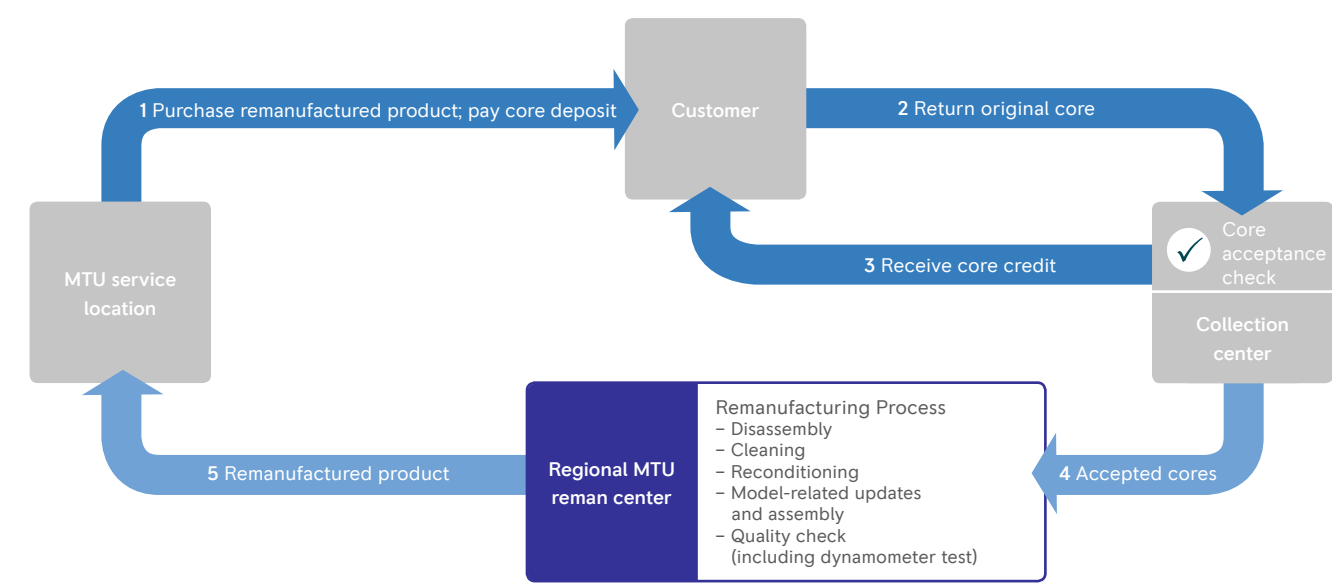 1 Purchase remanufactured product; pay core deposit
Customer
2 Return original core
MTU service
location
3 Receive core credit
Core
acceptance
check
Collection
center
5 Remanufactured product
Regional MTU
reman center
Remanufacturing Process
– Disassembly
– Cleaning
– Reconditioning
– Model-related updates
and assembly
– Quality check
(including dynamometer test)
4 Accepted cores